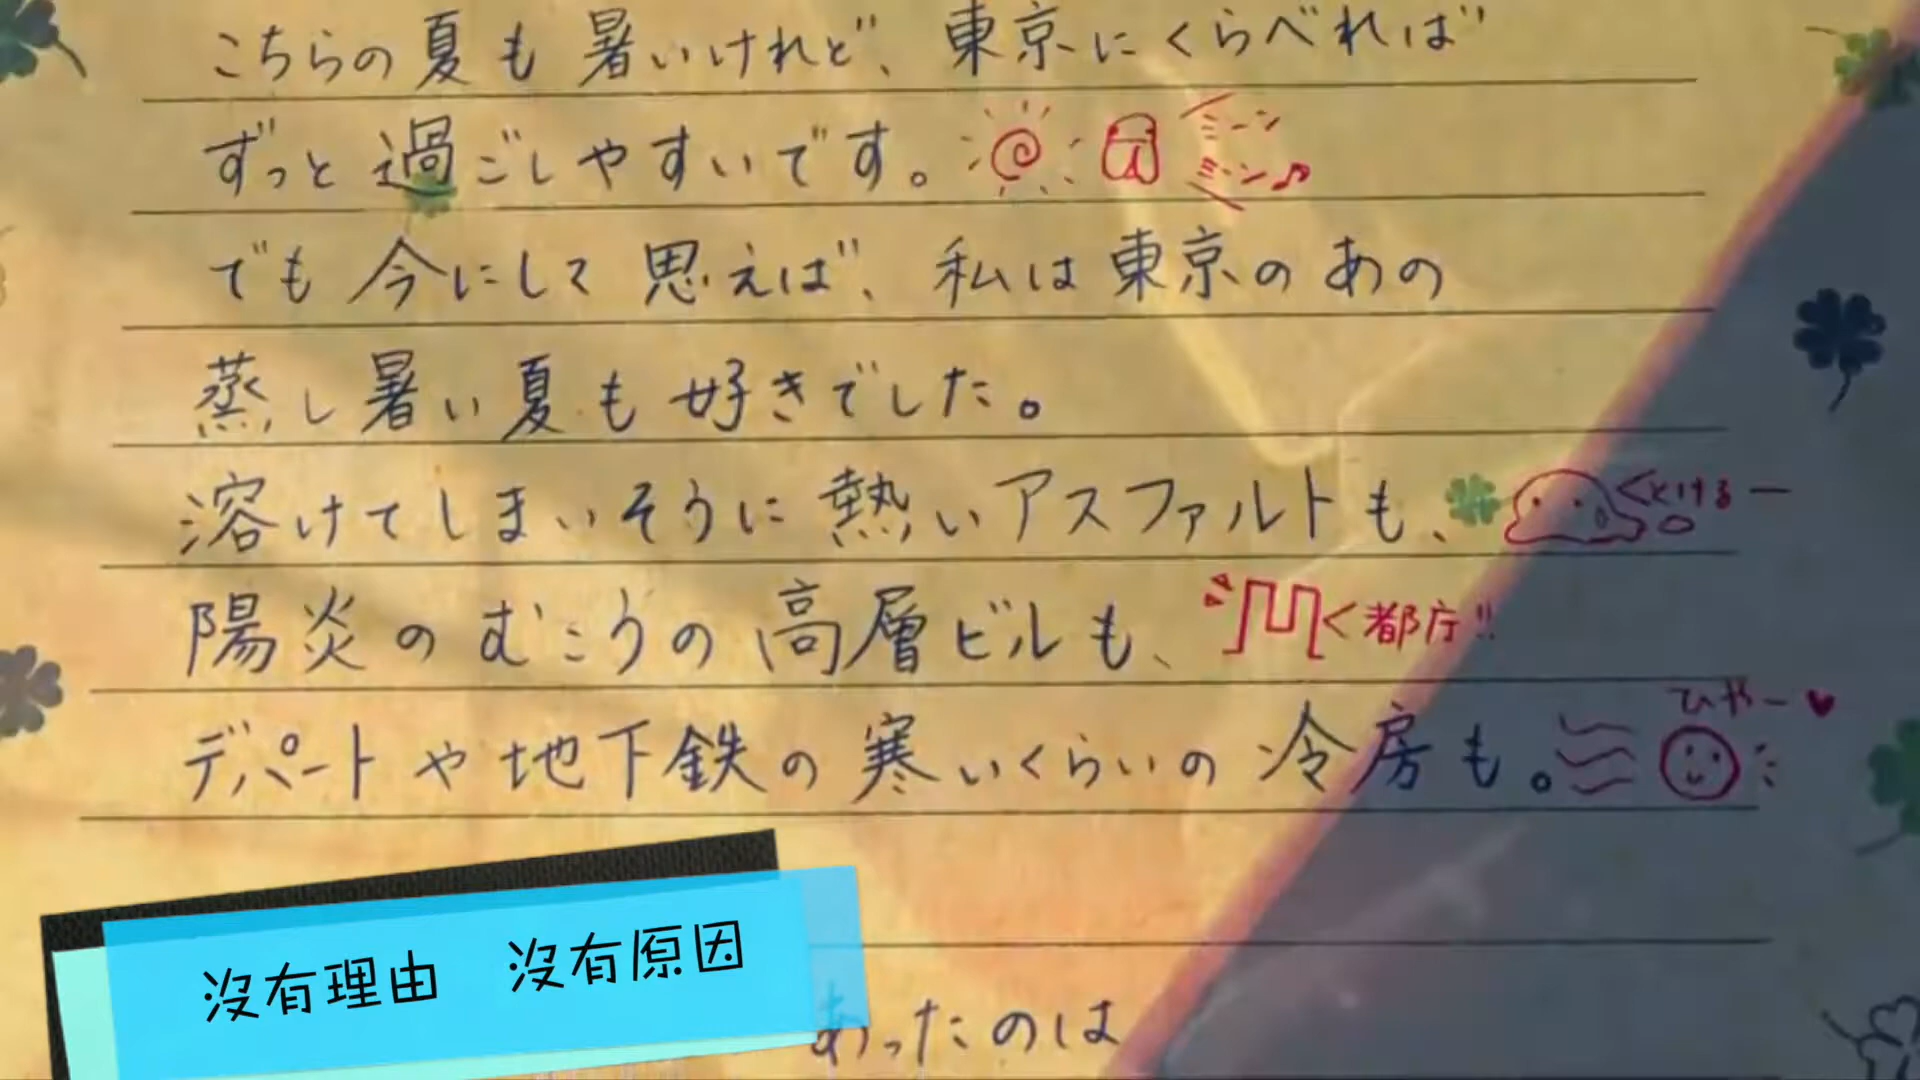 こちらの夏も暑いけれど、東京にくらべれば
ずっと過ごしやすいです。 ミーン ミーン♪
でも今にして思えば、私は東京のあの
蒸し暑い夏も好きでした。
溶けてしまいそうに熱いアスファルトも、 とけるー
陽炎のむこうの高層ビルも、 都庁!!
デパートや地下鉄の寒いくらいの冷房も。 ひやー♥
没有理由 没有原因
あったのは